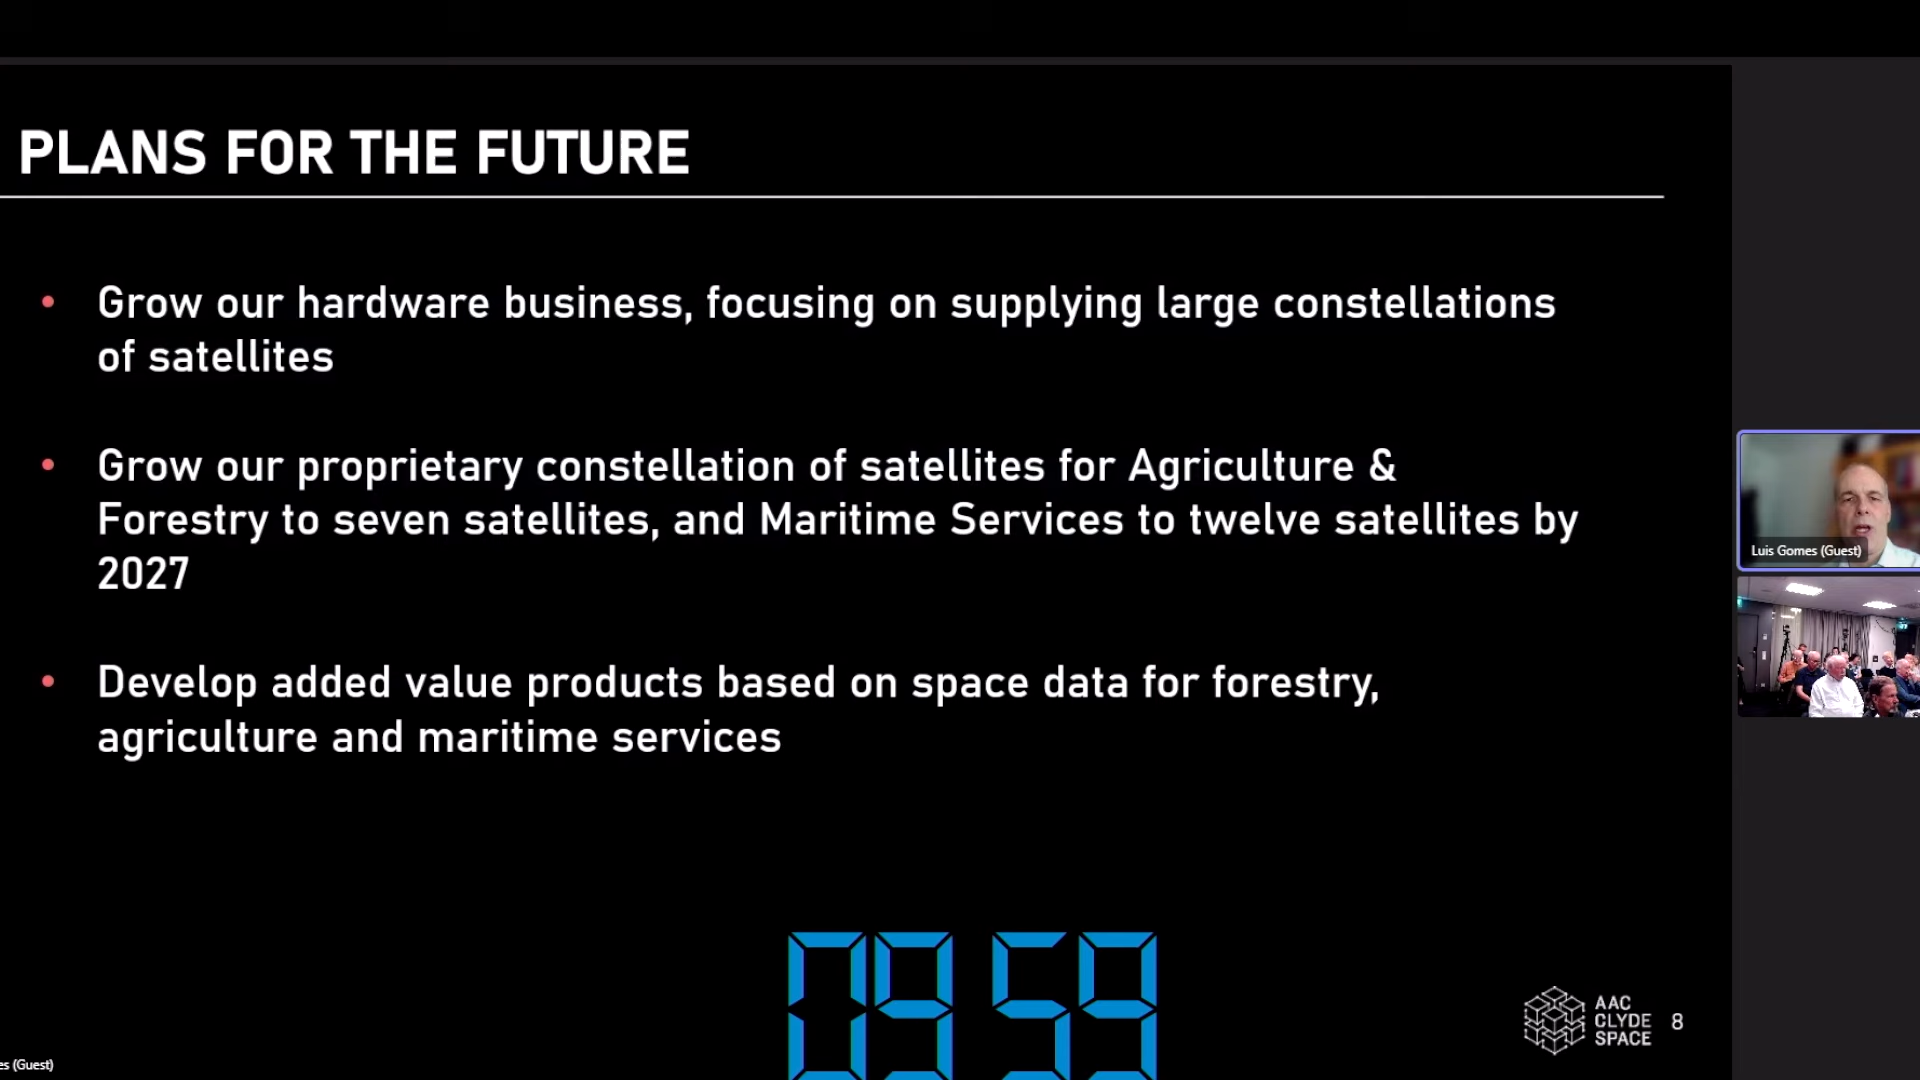 PLANS FOR THE FUTURE
• Grow our hardware business, focusing on supplying large constellations
of satellites
• Grow our proprietary constellation of satellites for Agriculture &
Forestry to seven satellites, and Maritime Services to twelve satellites by
2027
• Develop added value products based on space data for forestry,
agriculture and maritime services
Luis Gomes (Guest)
09 59
AAC
CLYDE
SPACE
8
es (Guest)